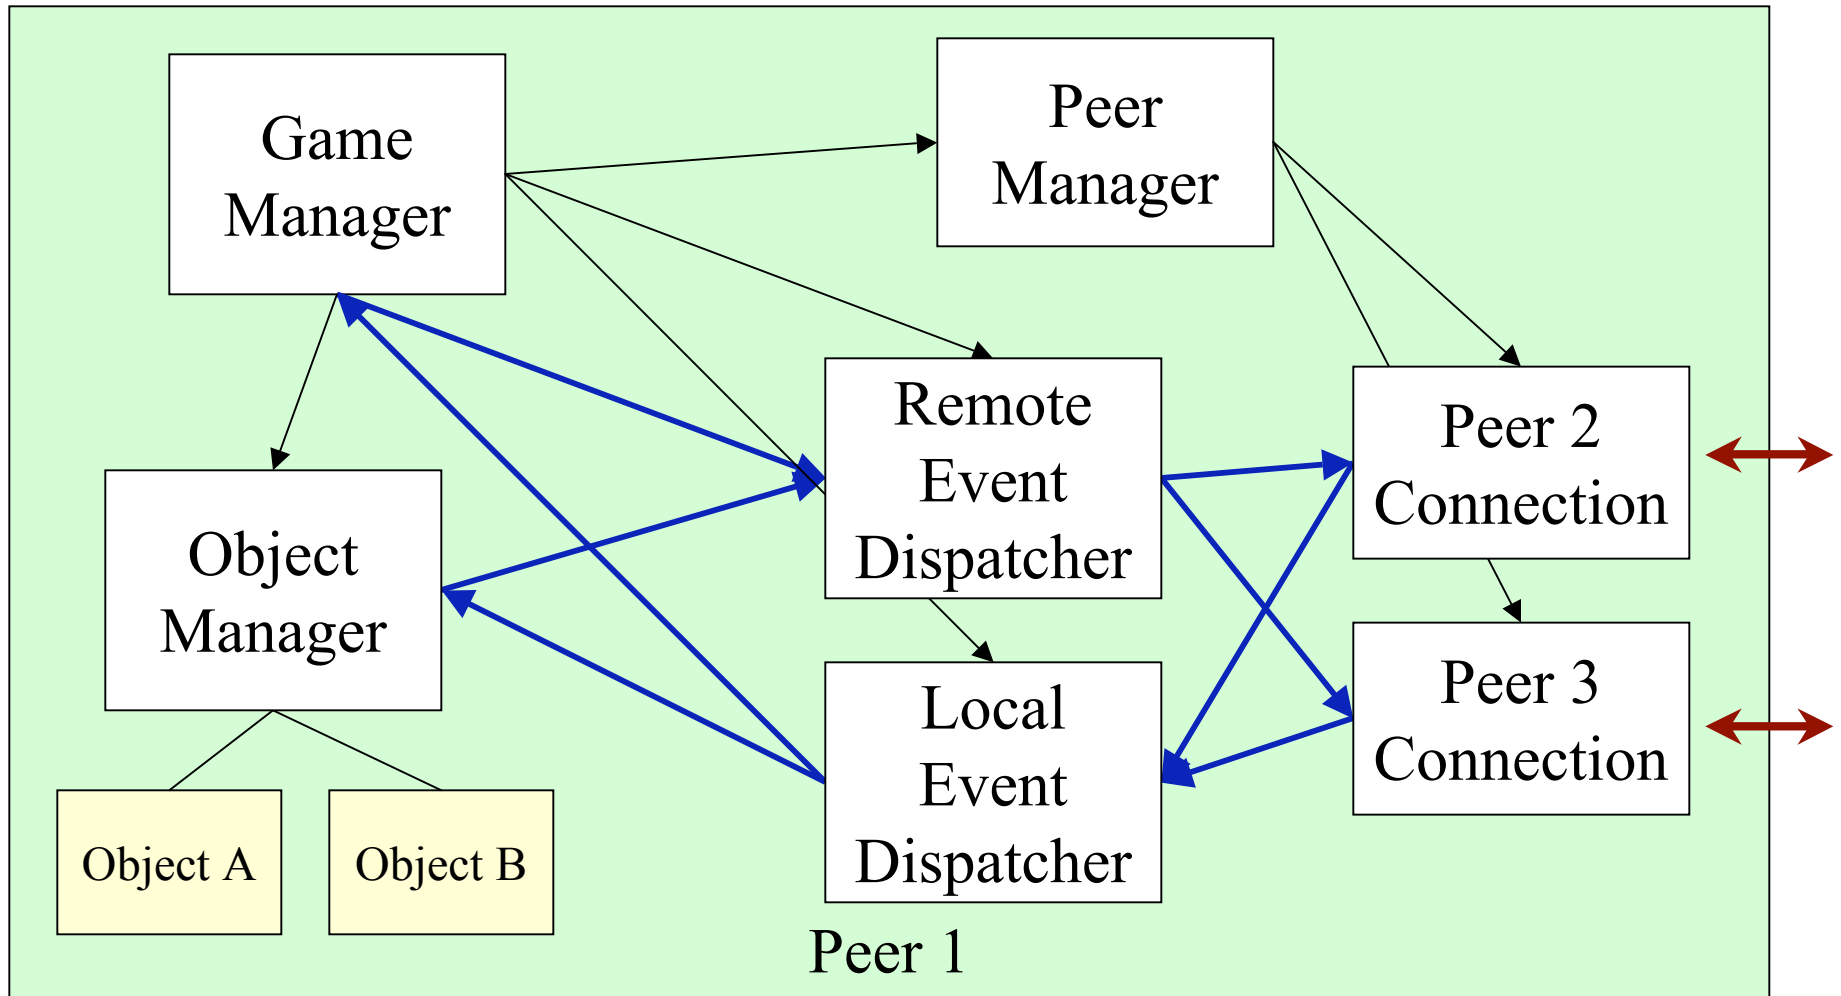 Game
Manager
Peer
Manager
Remote
Event
Dispatcher
Peer 2
Connection
Object
Manager
Local
Event
Dispatcher
Peer 3
Connection
Object A
Object B
Peer 1